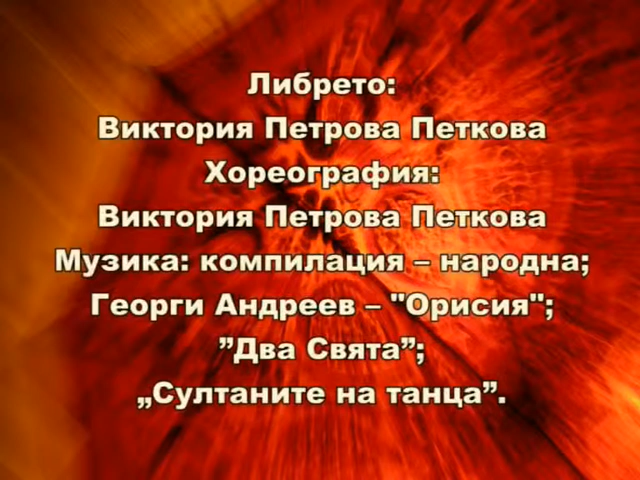 Либрето:
Виктория Петрова Петкова
Хореография:
Виктория Петрова Петкова
Музика: компилация – народна;
Георги Андреев – "Орисия";
”Два Свята”;
„Султаните на танца”.